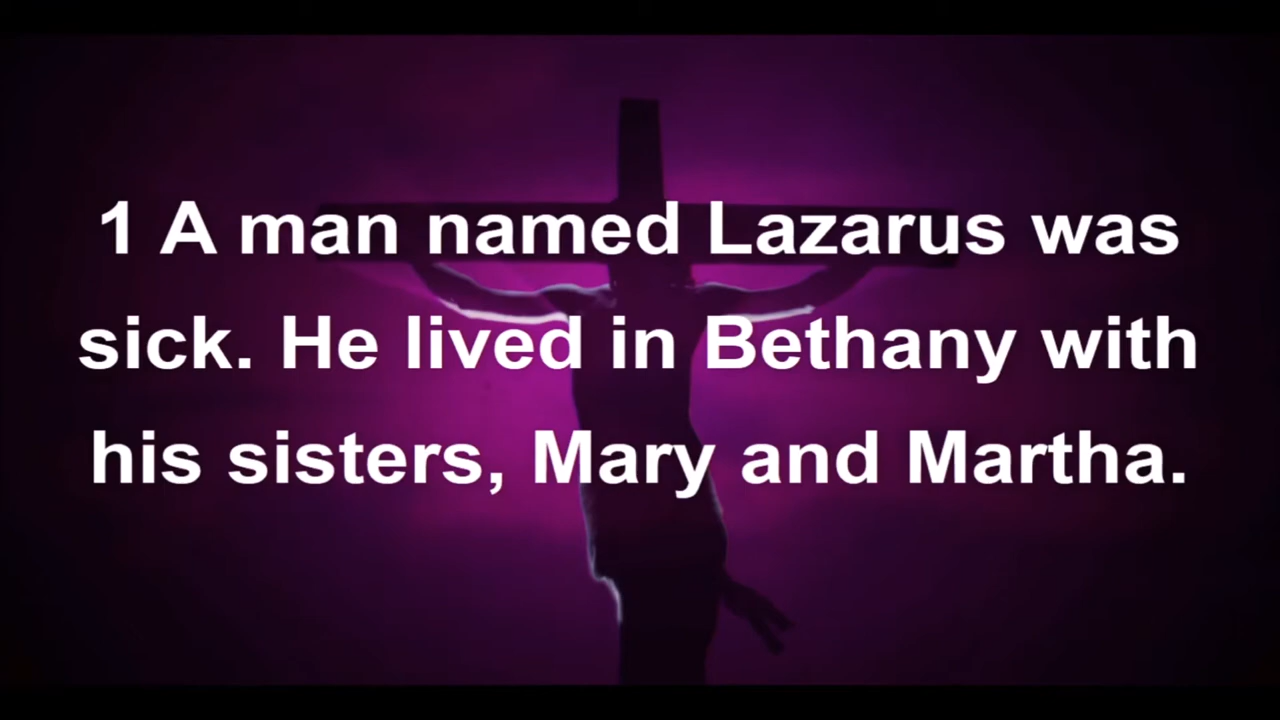 1 A man named Lazarus was
sick. He lived in Bethany with
his sisters, Mary and Martha.